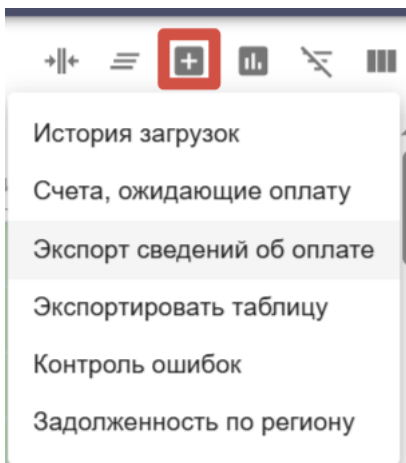 История загрузок
Счета, ожидающие оплату
Экспорт сведений об оплате
Экспортировать таблицу
Контроль ошибок
Задолженность по региону